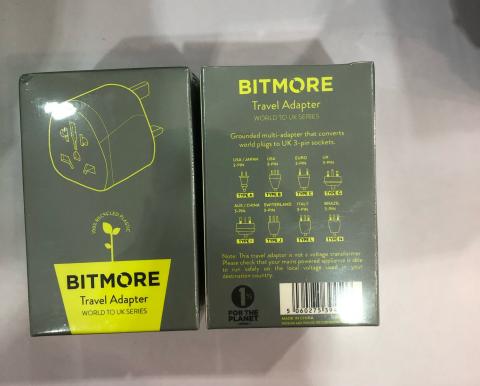 100% RECYCLED PLASTIC
BITMORE
Travel Adapter
WORLD TO UK SERIES
BITMORE
Travel Adapter
WORLD TO UK SERIES
Grounded multi-adapter that converts
world plugs to UK 3-pin sockets.
USA / JAPAN USA EURO UK
2-PIN 3-PIN 2-PIN 3-PIN
TYPE A TYPE B TYPE C TYPE G
AUS / CHINA SWITZERLAND ITALY BRAZIL
3-PIN 3-PIN 3-PIN 3-PIN
TYPE I TYPE J TYPE L TYPE N
Note: This travel adaptor is not a voltage transformer.
Please check that your mains powered appliance is able
to run safely on the local voltage used in your
destination country.
1%
FOR THE
PLANET
5 060275
MADE IN CHINA